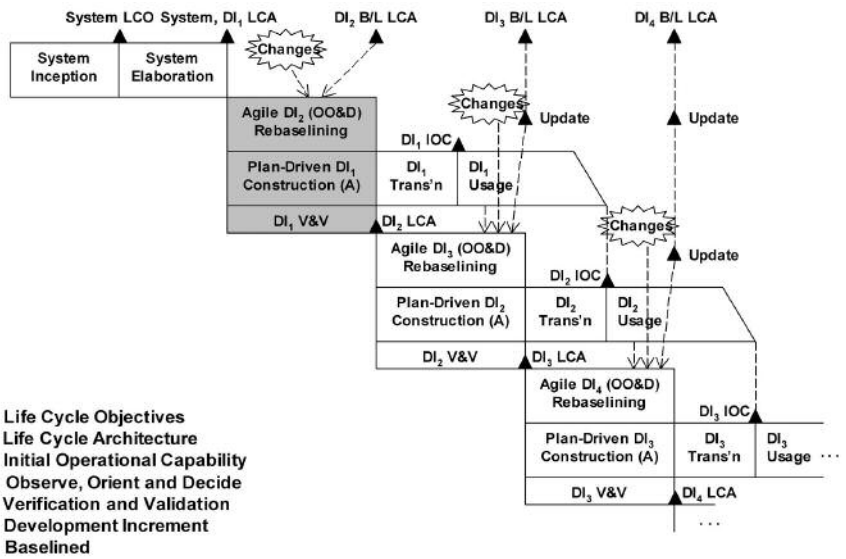 System LCO System, DI₁ LCA DI₂ B/L LCA DI₃ B/L LCA DI₄ B/L LCA
Changes
System
Inception
System
Elaboration
Changes
Agile DI₂ (OO&D)
Rebaselining
Update
Update
DI₁ IOC
Plan-Driven DI₁
Construction (A)
DI₁
Trans'n
DI₁
Usage
DI₁ V&V
DI₂ LCA
Changes
Agile DI₃ (OO&D)
Rebaselining
Update
DI₂ IOC
Plan-Driven DI₂
Construction (A)
DI₂
Trans'n
DI₂
Usage
DI₂ V&V
DI₃ LCA
Agile DI₄ (OO&D)
Rebaselining
DI₃ IOC
Plan-Driven DI₃
Construction (A)
DI₃
Trans'n
DI₃
Usage
...
DI₃ V&V
DI₄ LCA
...
Life Cycle Objectives
Life Cycle Architecture
Initial Operational Capability
Observe, Orient and Decide
Verification and Validation
Development Increment
Baselined